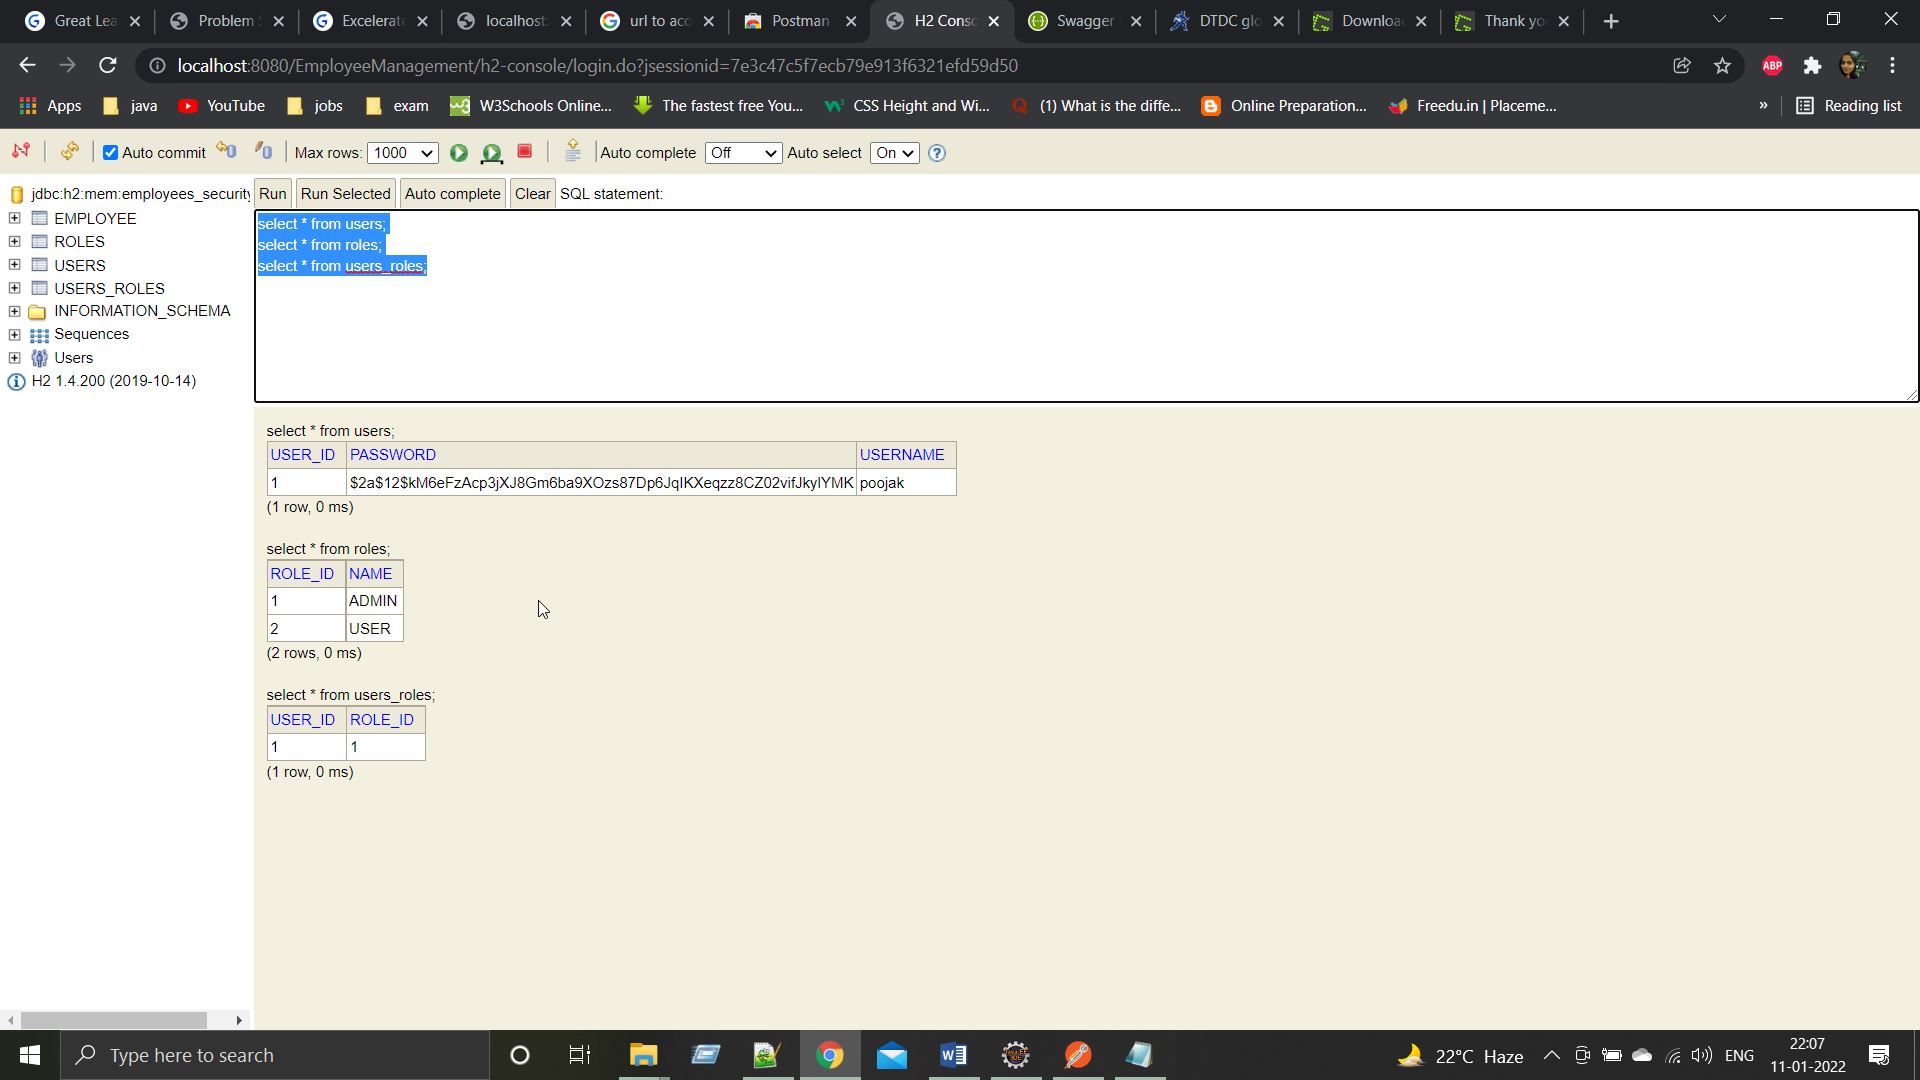 Great Lea
Problem S
Excelerate
localhost:
url to acc
Postman
H2 Conso
Swagger
DTDC glo
Downloa
Thank yo
localhost:8080/EmployeeManagement/h2-console/login.do?jsessionid=7e3c47c5f7ecb79e913f6321efd59d50
ABP
Apps
java
YouTube
jobs
exam
W3Schools Online...
The fastest free You...
CSS Height and Wi...
(1) What is the diffe...
Online Preparation...
Freedu.in | Placeme...
»
Reading list
Auto commit
Max rows: 1000
Auto complete Off
Auto select On
jdbc:h2:mem:employees_security
EMPLOYEE
ROLES
USERS
USERS_ROLES
INFORMATION_SCHEMA
Sequences
Users
H2 1.4.200 (2019-10-14)
Run
Run Selected
Auto complete
Clear
SQL statement:
select * from users;
select * from roles;
select * from users_roles;
select * from users;
USER_ID PASSWORD USERNAME
1 $2a$12$kM6eFzAcp3jXJ8Gm6ba9XOzs87Dp6JqIKXeqzz8CZ02vifJkyIYMK poojak
(1 row, 0 ms)
select * from roles;
ROLE_ID NAME
1 ADMIN
2 USER
(2 rows, 0 ms)
select * from users_roles;
USER_ID ROLE_ID
1 1
(1 row, 0 ms)
Type here to search
22°C Haze
ENG
22:07
11-01-2022